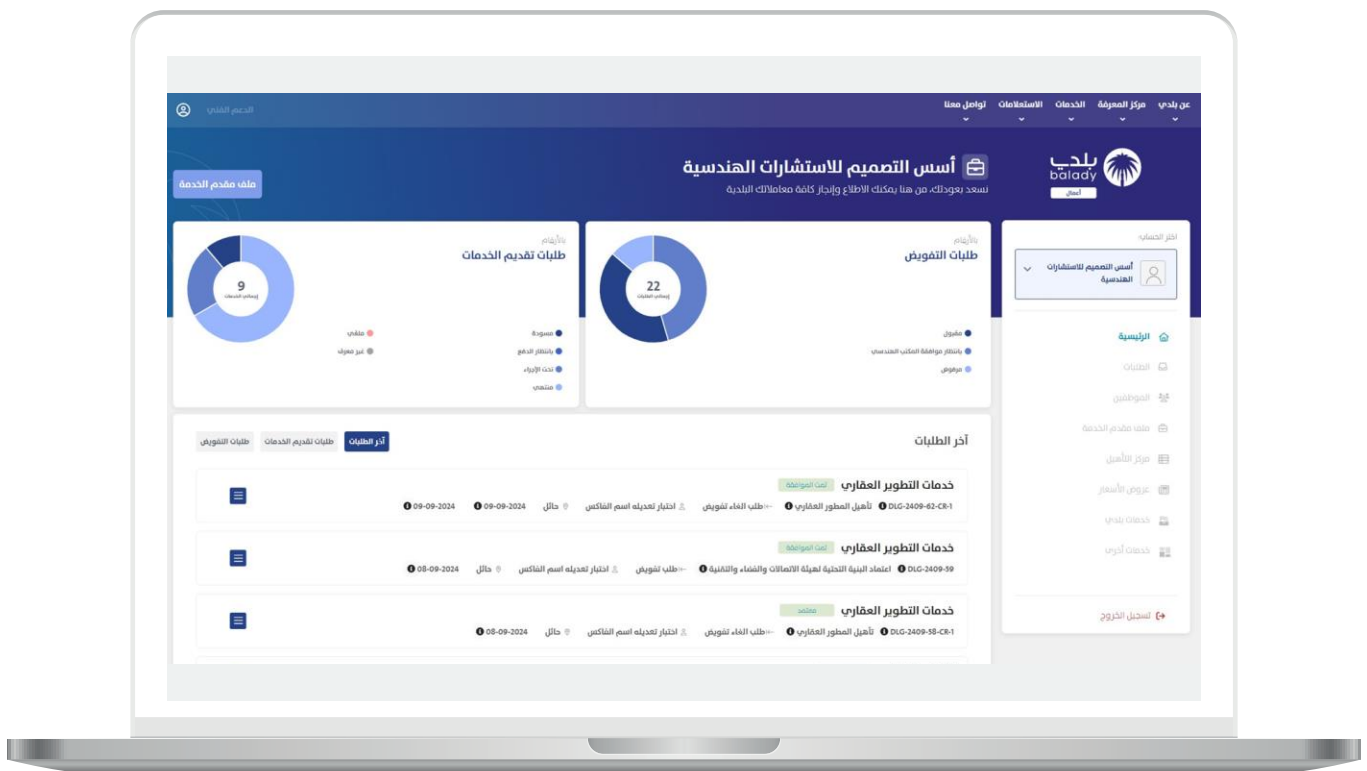 عن بلدي مركز المعرفة الخدمات الاستعلامات تواصل معنا
الدعم الفني
بلدي
balady
أعمال
أسس التصميم للاستشارات الهندسية
نسعد بعودتك، من هنا يمكنك الاطلاع وإنجاز كافة معاملاتك البلدية
ملف مقدم الخدمة
اختر الحساب
أسس التصميم للاستشارات
الهندسية
الرئيسية
الطلبات
الموظفين
ملف مقدم الخدمة
مركز التأهيل
عروض الأسعار
خدمات بلدي
خدمات أخرى
تسجيل الخروج
بالأرقام
طلبات التفويض
22
إجمالي الطلبات
مقبول
بانتظار موافقة المكتب الهندسي
مرفوض
بالأرقام
طلبات تقديم الخدمات
9
إجمالي الخدمات
مسودة
بانتظار الدفع
تحت الإجراء
منتهي
ملغي
غير معرف
آخر الطلبات
آخر الطلبات طلبات تقديم الخدمات طلبات التفويض
خدمات التطوير العقاري تمت الموافقة
DLG-2409-62-CR-1 تأهيل المطور العقاري طلب الغاء تفويض اختبار تعديله اسم الفاكس حائل 09-09-2024 09-09-2024
خدمات التطوير العقاري تمت الموافقة
DLG-2409-59 اعتماد البنية التحتية لهيئة الاتصالات والفضاء والتقنية طلب تفويض اختبار تعديله اسم الفاكس حائل 08-09-2024
خدمات التطوير العقاري معتمد
DLG-2409-58-CR-1 تأهيل المطور العقاري طلب الغاء تفويض اختبار تعديله اسم الفاكس حائل 08-09-2024